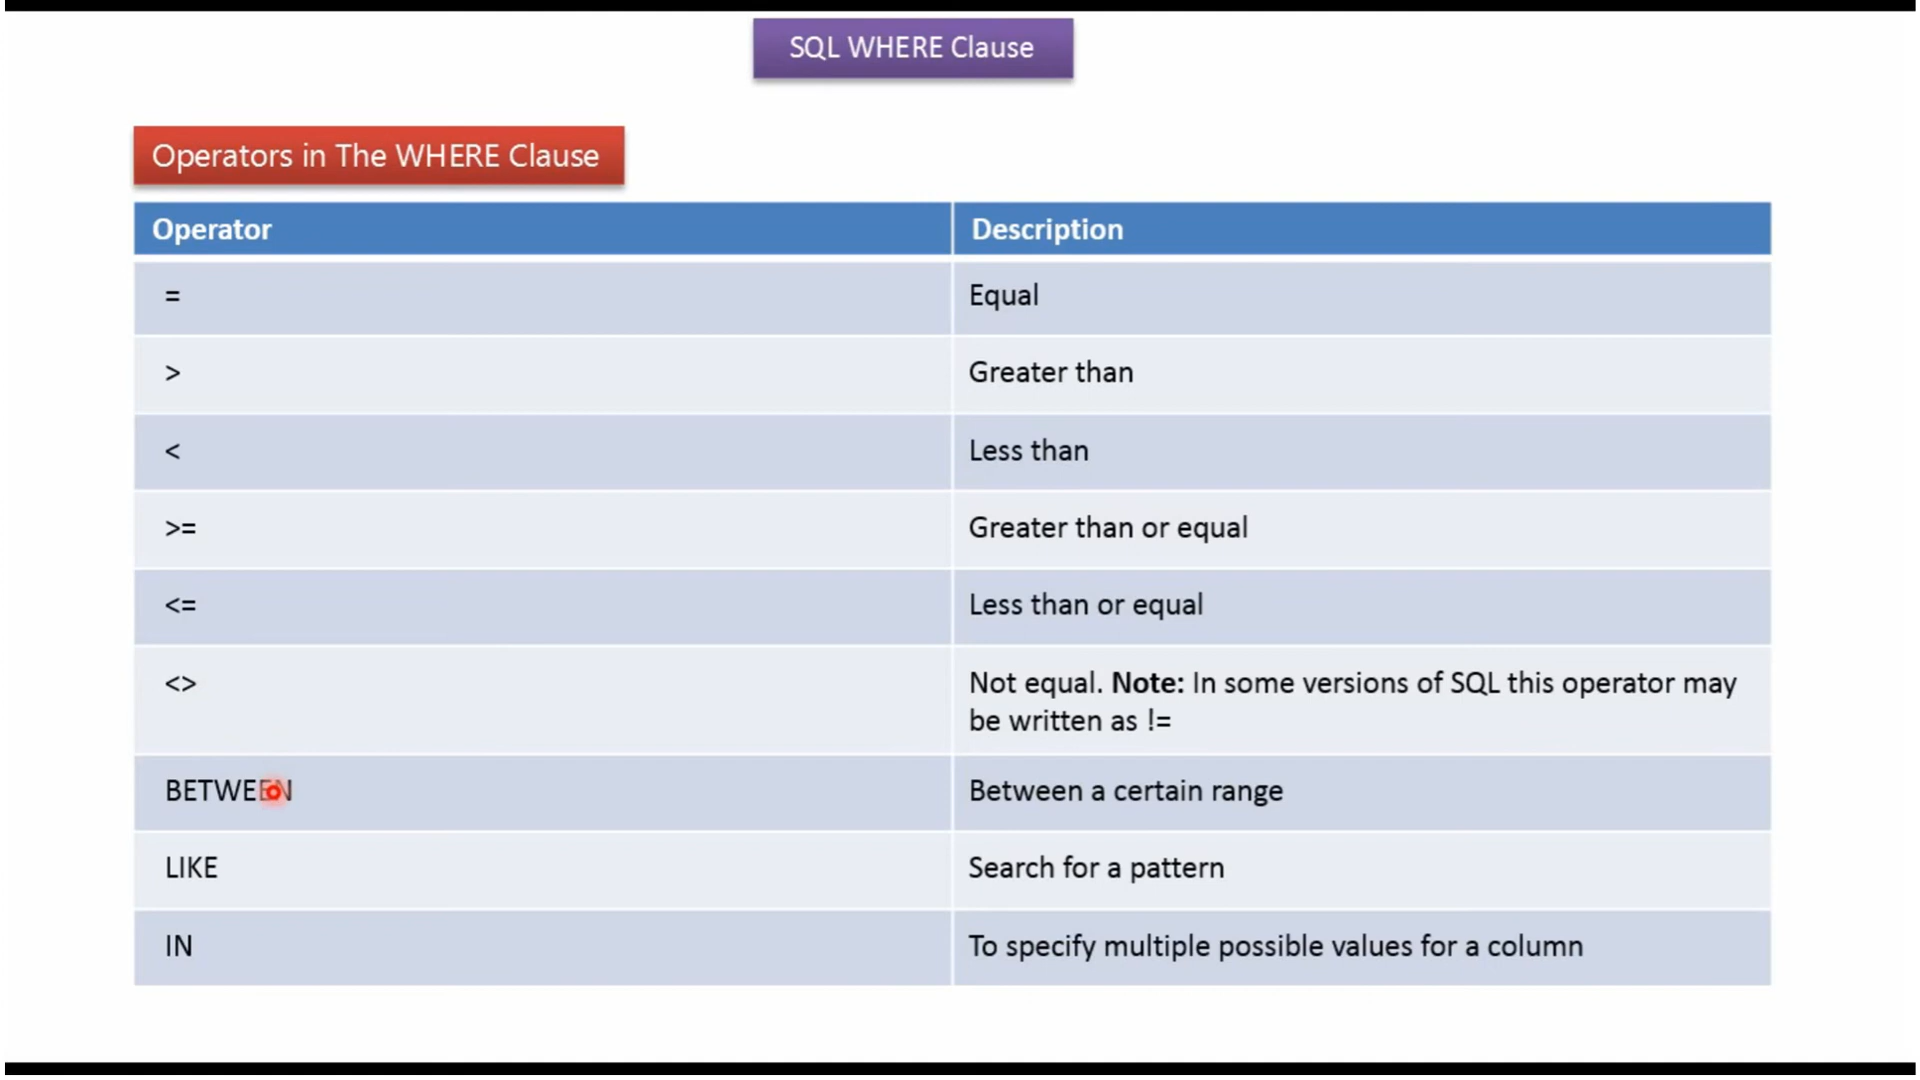 SQL WHERE Clause
Operators in The WHERE Clause
Operator Description
= Equal
> Greater than
< Less than
>= Greater than or equal
<= Less than or equal
<> Not equal. Note: In some versions of SQL this operator may
be written as !=
BETWEEN Between a certain range
LIKE Search for a pattern
IN To specify multiple possible values for a column